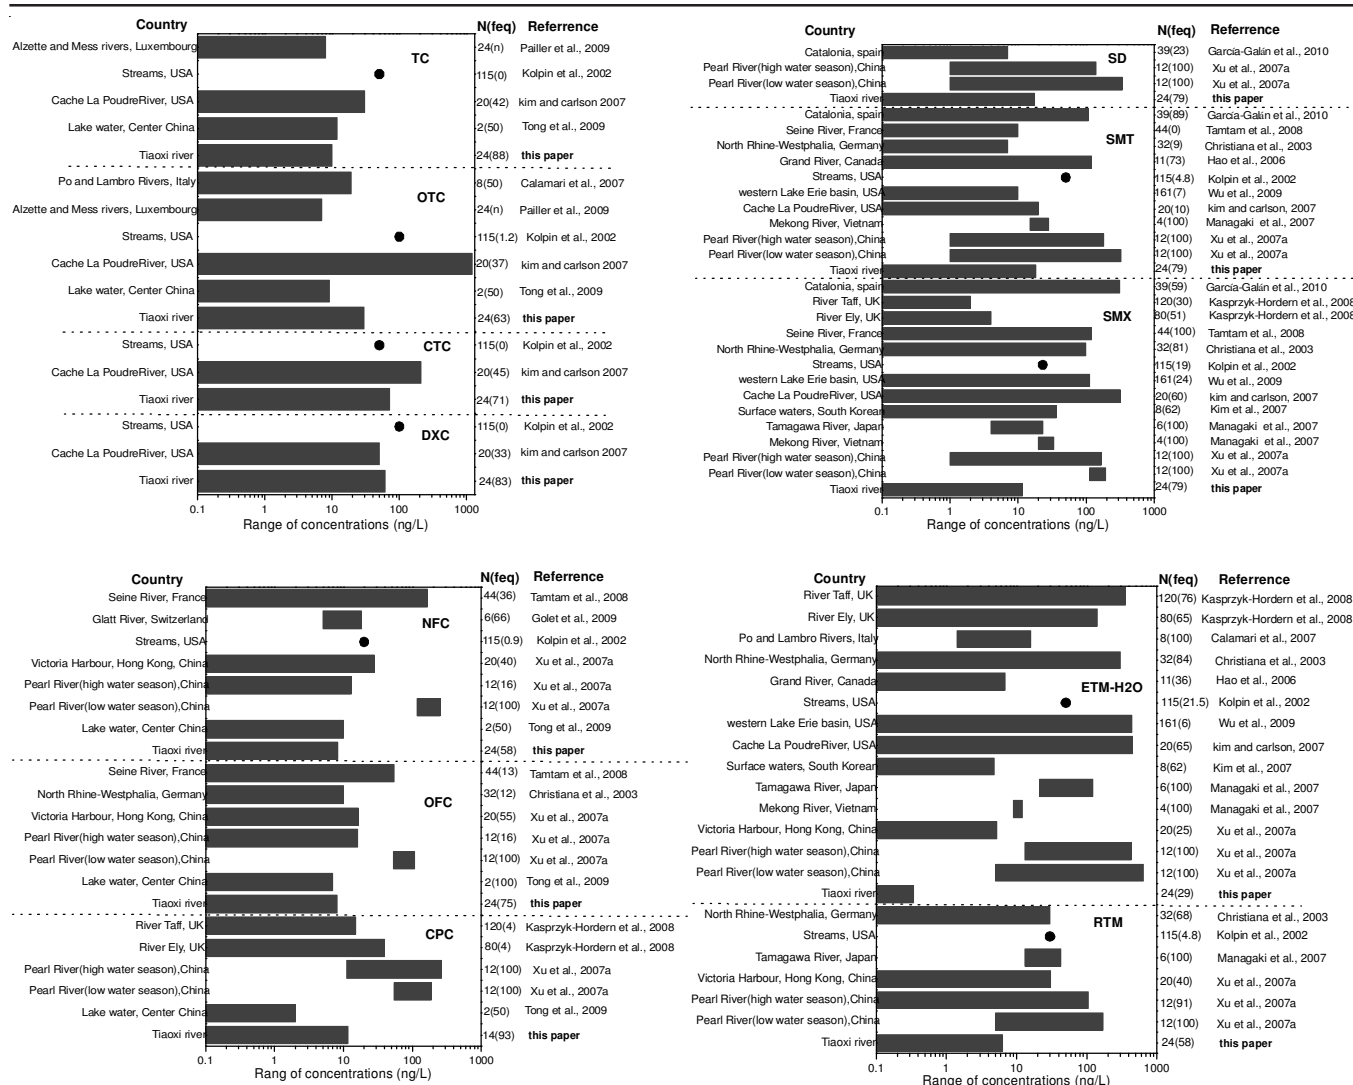 Country N(feq) Referrence
Alzette and Mess rivers, Luxembourg 24(n) Pailler et al., 2009
TC
Streams, USA 115(0) Kolpin et al., 2002
Cache La PoudreRiver, USA 20(42) kim and carlson 2007
Lake water, Center China 2(50) Tong et al., 2009
Tiaoxi river 24(88) this paper
Po and Lambro Rivers, Italy 8(50) Calamari et al., 2007
OTC
Alzette and Mess rivers, Luxembourg 24(n) Pailler et al., 2009
Streams, USA 115(1.2) Kolpin et al., 2002
Cache La PoudreRiver, USA 20(37) kim and carlson 2007
Lake water, Center China 2(50) Tong et al., 2009
Tiaoxi river 24(63) this paper
Streams, USA CTC 115(0) Kolpin et al., 2002
Cache La PoudreRiver, USA 20(45) kim and carlson 2007
Tiaoxi river 24(71) this paper
Streams, USA 115(0) Kolpin et al., 2002
DXC
Cache La PoudreRiver, USA 20(33) kim and carlson 2007
Tiaoxi river 24(83) this paper
0.1 1 10 100 1000
Range of concentrations (ng/L)
Country N(feq) Reference
Catalonia, spain 39(23) García-Galán et al., 2010
SD
Pearl River(high water season),China 12(100) Xu et al., 2007a
Pearl River(low water season),China 12(100) Xu et al., 2007a
Tiaoxi river 24(79) this paper
Catalonia, spain 39(89) García-Galán et al., 2010
Seine River, France SMT 44(0) Tamtam et al., 2008
North Rhine-Westphalia, Germany 32(9) Christiana et al., 2003
Grand River, Canada 11(73) Hao et al., 2006
Streams, USA 115(4.8) Kolpin et al., 2002
western Lake Erie basin, USA 161(7) Wu et al., 2009
Cache La PoudreRiver, USA 20(10) kim and carlson, 2007
Mekong River, Vietnam 4(100) Managaki et al., 2007
Pearl River(high water season),China 12(100) Xu et al., 2007a
Pearl River(low water season),China 12(100) Xu et al., 2007a
Tiaoxi river 24(79) this paper
Catalonia, spain 39(59) García-Galán et al., 2010
River Taff, UK SMX 120(30) Kasprzyk-Hordern et al., 2008
River Ely, UK 80(51) Kasprzyk-Hordern et al., 2008
Seine River, France 44(100) Tamtam et al., 2008
North Rhine-Westphalia, Germany 32(81) Christiana et al., 2003
Streams, USA 115(19) Kolpin et al., 2002
western Lake Erie basin, USA 161(24) Wu et al., 2009
Cache La PoudreRiver, USA 20(60) kim and carlson, 2007
Surface waters, South Korean 8(62) Kim et al., 2007
Tamagawa River, Japan 6(100) Managaki et al., 2007
Mekong River, Vietnam 4(100) Managaki et al., 2007
Pearl River(high water season),China 12(100) Xu et al., 2007a
Pearl River(low water season),China 12(100) Xu et al., 2007a
Tiaoxi river 24(79) this paper
0.1 1 10 100 1000
Range of concentrations (ng/L)
Country N(feq) Referrence
Seine River, France 44(36) Tamtam et al., 2008
Glatt River, Switzerland NFC 6(66) Golet et al., 2009
Streams, USA 115(0.9) Kolpin et al., 2002
Victoria Harbour, Hong Kong, China 20(40) Xu et al., 2007a
Pearl River(high water season),China 12(16) Xu et al., 2007a
Pearl River(low water season),China 12(100) Xu et al., 2007a
Lake water, Center China 2(50) Tong et al., 2009
Tiaoxi river 24(58) this paper
Seine River, France 44(13) Tamtam et al., 2008
North Rhine-Westphalia, Germany OFC 32(12) Christiana et al., 2003
Victoria Harbour, Hong Kong, China 20(55) Xu et al., 2007a
Pearl River(high water season),China 12(16) Xu et al., 2007a
Pearl River(low water season),China 12(100) Xu et al., 2007a
Lake water, Center China 2(100) Tong et al., 2009
Tiaoxi river 24(75) this paper
River Taff, UK CPC 120(4) Kasprzyk-Hordern et al., 2008
River Ely, UK 80(4) Kasprzyk-Hordern et al., 2008
Pearl River(high water season),China 12(100) Xu et al., 2007a
Pearl River(low water season),China 12(100) Xu et al., 2007a
Lake water, Center China 2(50) Tong et al., 2009
Tiaoxi river 14(93) this paper
0.1 1 10 100 1000
Rang of concentrations (ng/L)
Country N(feq) Referrence
River Taff, UK 120(76) Kasprzyk-Hordern et al., 2008
River Ely, UK 80(65) Kasprzyk-Hordern et al., 2008
Po and Lambro Rivers, Italy 8(100) Calamari et al., 2007
North Rhine-Westphalia, Germany 32(84) Christiana et al., 2003
Grand River, Canada ETM-H2O 11(36) Hao et al., 2006
Streams, USA 115(21.5) Kolpin et al., 2002
western Lake Erie basin, USA 161(6) Wu et al., 2009
Cache La PoudreRiver, USA 20(65) kim and carlson, 2007
Surface waters, South Korean 8(62) Kim et al., 2007
Tamagawa River, Japan 6(100) Managaki et al., 2007
Mekong River, Vietnam 4(100) Managaki et al., 2007
Victoria Harbour, Hong Kong, China 20(25) Xu et al., 2007a
Pearl River(high water season),China 12(100) Xu et al., 2007a
Pearl River(low water season),China 12(100) Xu et al., 2007a
Tiaoxi river 24(29) this paper
North Rhine-Westphalia, Germany RTM 32(68) Christiana et al., 2003
Streams, USA 115(4.8) Kolpin et al., 2002
Tamagawa River, Japan 6(100) Managaki et al., 2007
Victoria Harbour, Hong Kong, China 20(40) Xu et al., 2007a
Pearl River(high water season),China 12(91) Xu et al., 2007a
Pearl River(low water season),China 12(100) Xu et al., 2007a
Tiaoxi river 24(58) this paper
0.1 1 10 100 1000
Range of concentrations (ng/L)